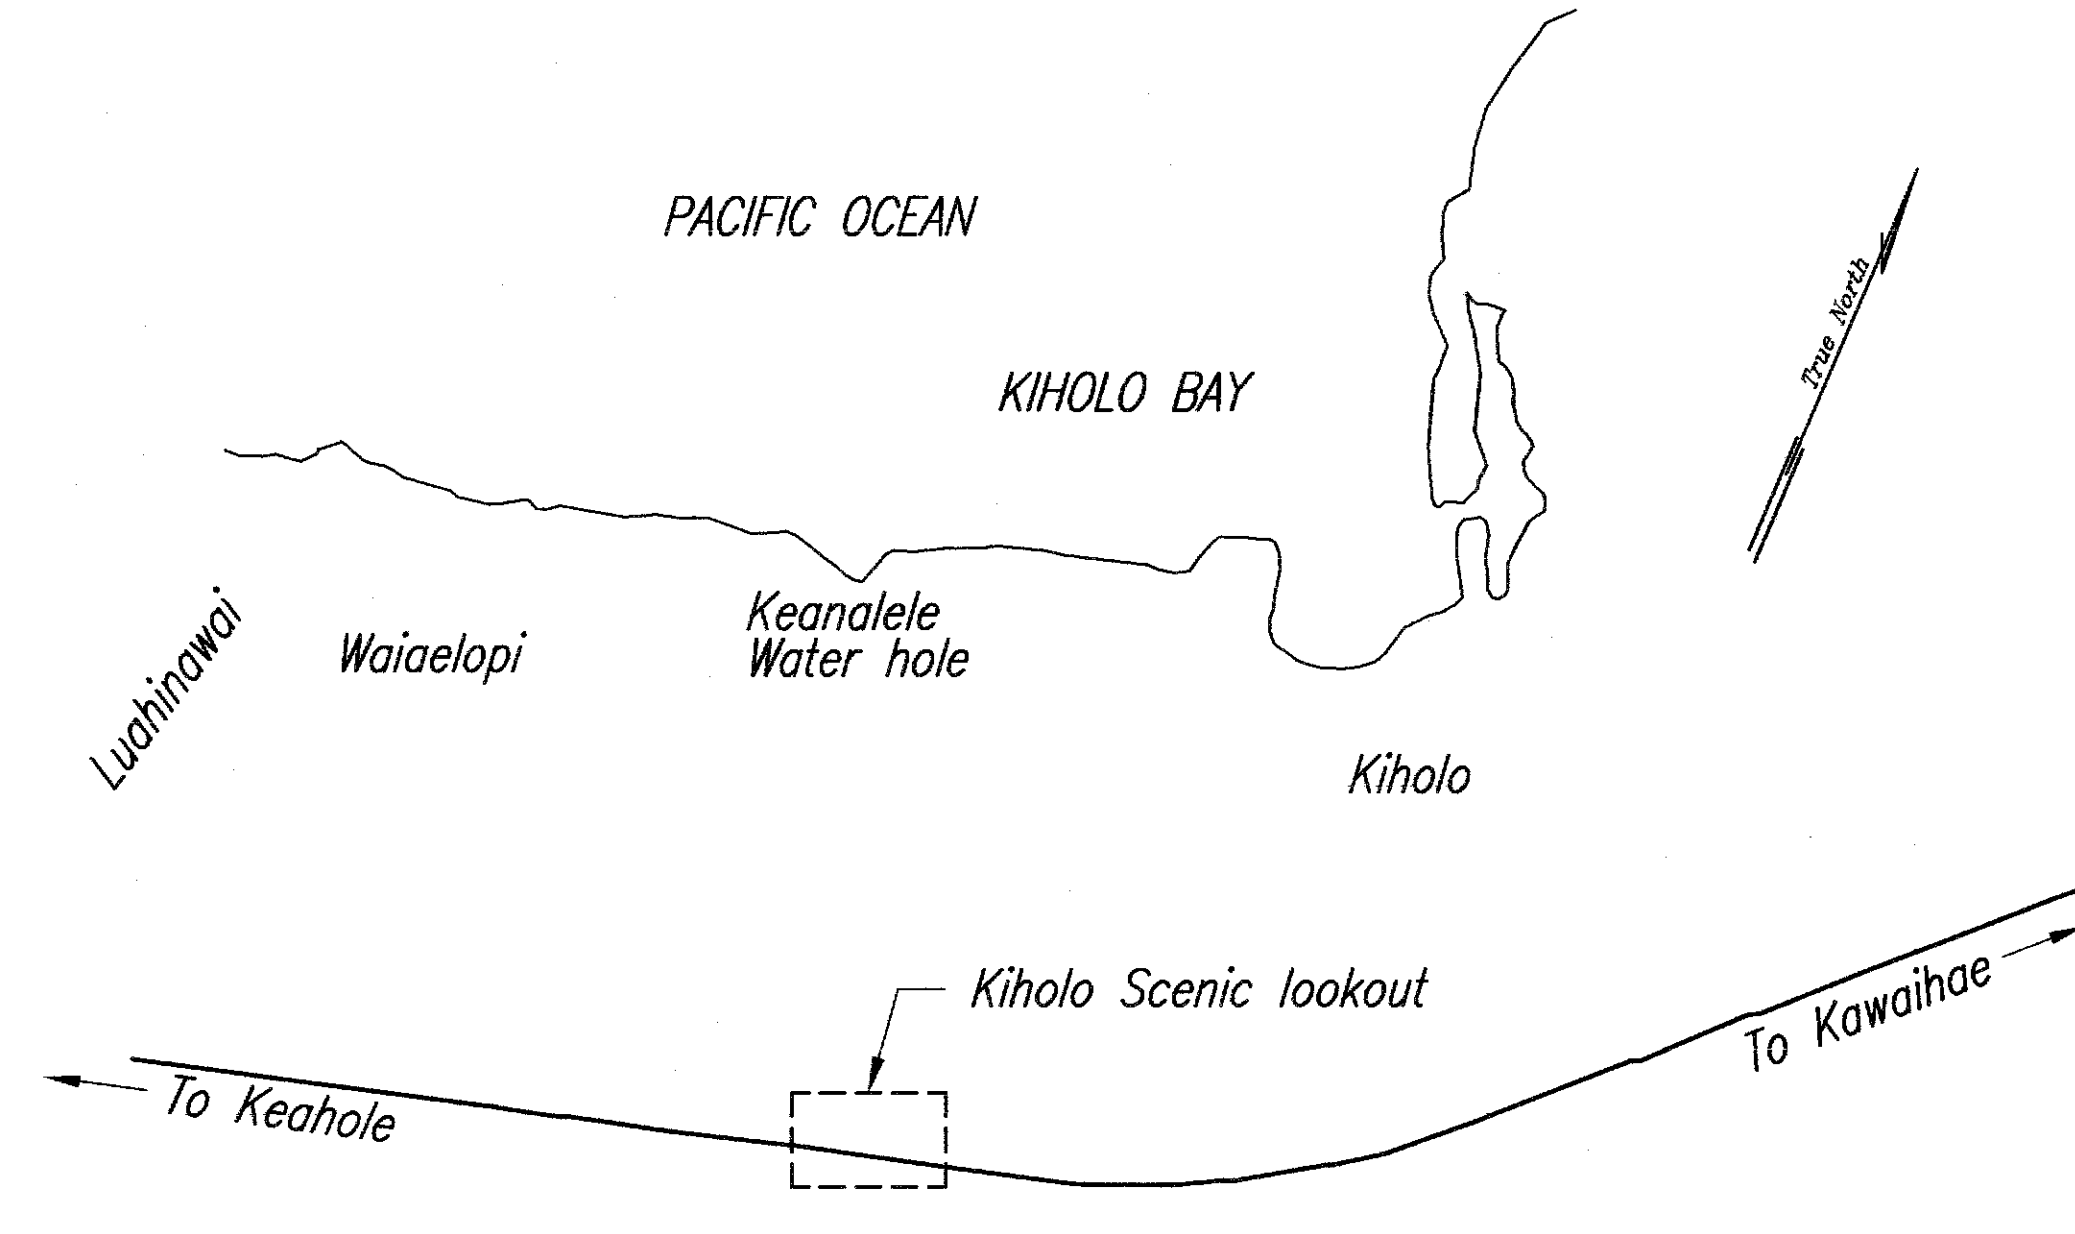 PACIFIC OCEAN
True North
KIHOLO BAY
Keanalele
Water hole
Waiaelopi
Luahinawai
Kiholo
Kiholo Scenic lookout
To Kawaihae
To Keahole